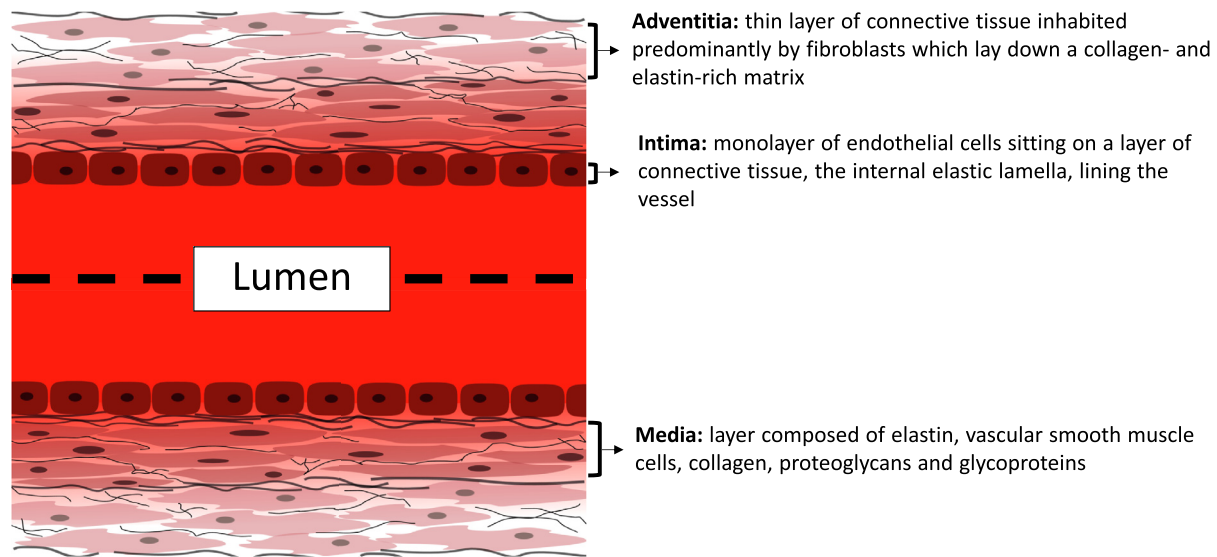 Adventitia: thin layer of connective tissue inhabited
predominantly by fibroblasts which lay down a collagen- and
elastin-rich matrix
Intima: monolayer of endothelial cells sitting on a layer of
connective tissue, the internal elastic lamella, lining the
vessel
Lumen
Media: layer composed of elastin, vascular smooth muscle
cells, collagen, proteoglycans and glycoproteins